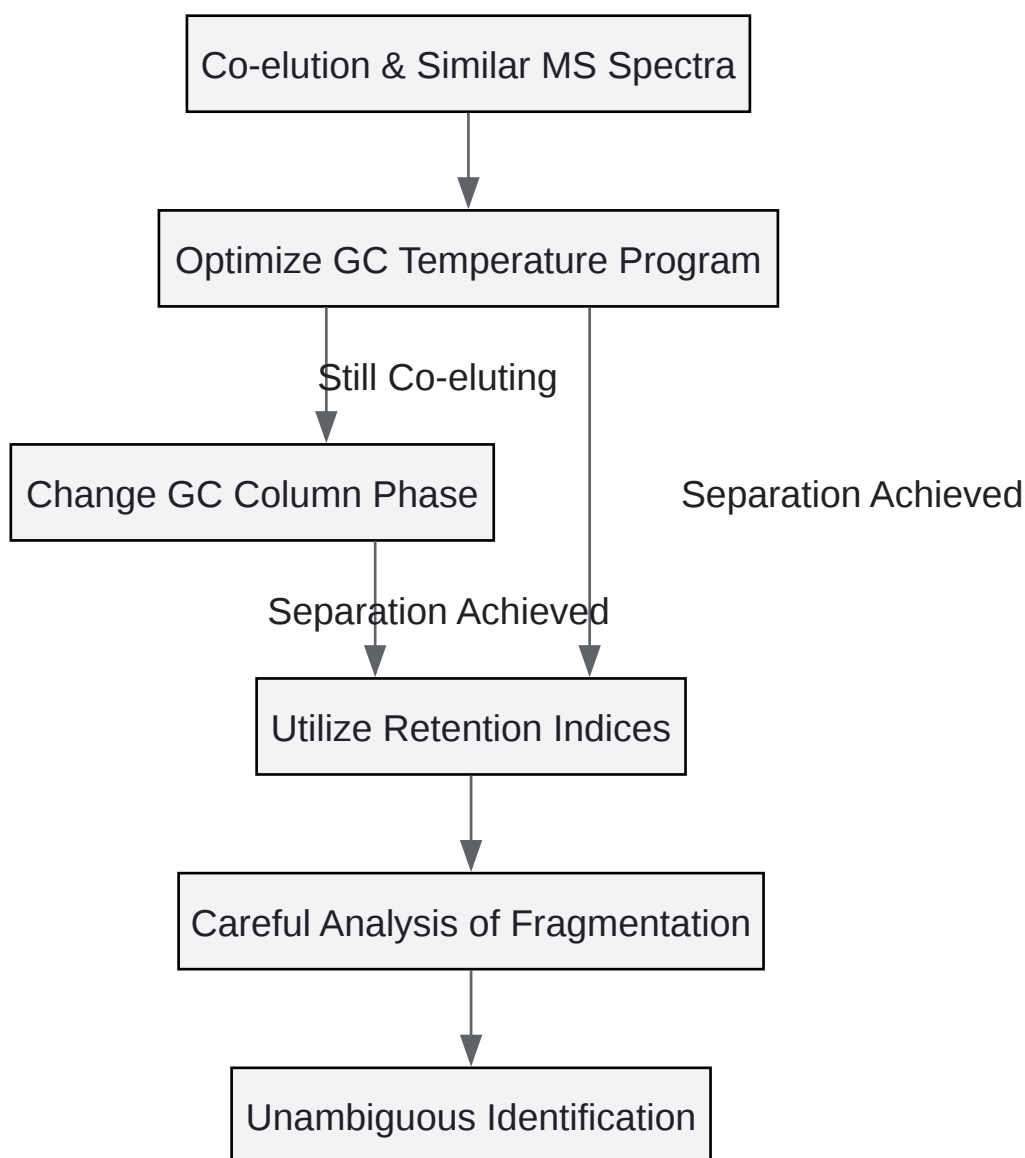 Co-elution & Similar MS Spectra
Optimize GC Temperature Program
Still Co-eluting
Change GC Column Phase
Separation Achieved
Separation Achieved
Utilize Retention Indices
Careful Analysis of Fragmentation
Unambiguous Identification